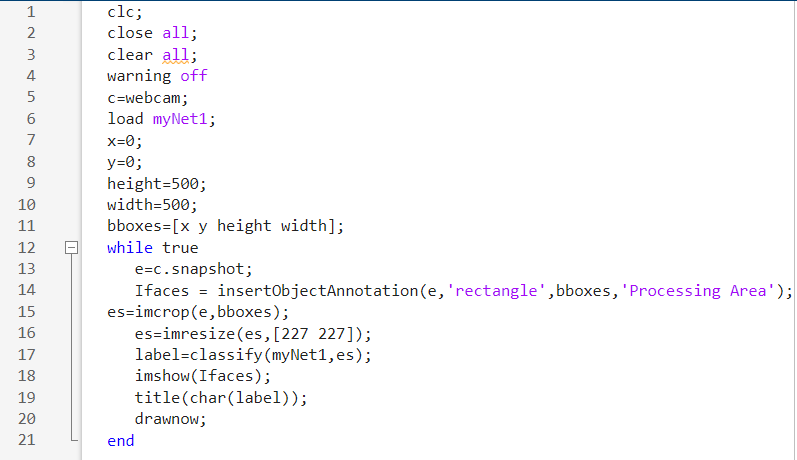 1 clc;
2 close all;
3 clear all;
4 warning off
5 c=webcam;
6 load myNet1;
7 x=0;
8 y=0;
9 height=500;
10 width=500;
11 bboxes=[x y height width];
12 while true
13 e=c.snapshot;
14 Ifaces = insertObjectAnnotation(e,'rectangle',bboxes,'Processing Area');
15 es=imcrop(e,bboxes);
16 es=imresize(es,[227 227]);
17 label=classify(myNet1,es);
18 imshow(Ifaces);
19 title(char(label));
20 drawnow;
21 end